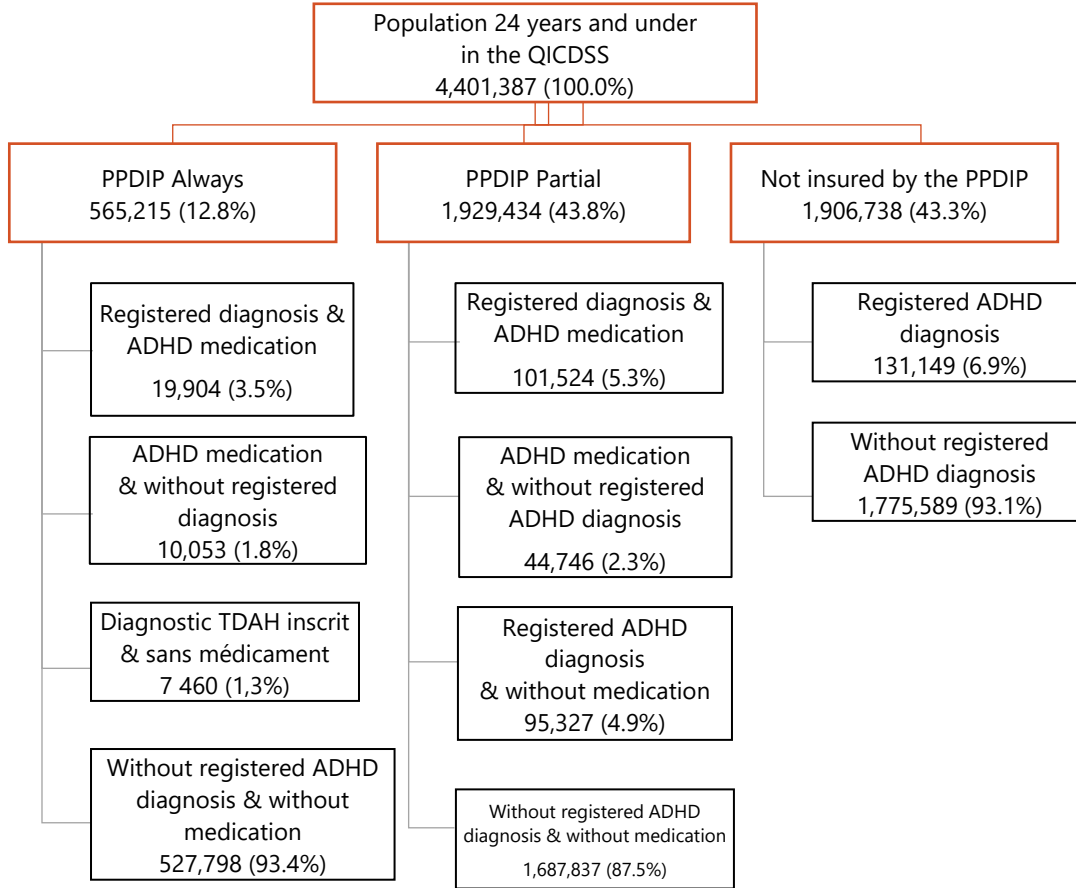 Population 24 years and under
in the QICDSS
4,401,387 (100.0%)
PPDIP Always
565,215 (12.8%)
PPDIP Partial
1,929,434 (43.8%)
Not insured by the PPDIP
1,906,738 (43.3%)
Registered diagnosis &
ADHD medication
19,904 (3.5%)
ADHD medication
& without registered
diagnosis
10,053 (1.8%)
Diagnostic TDAH inscrit
& sans médicament
7 460 (1,3%)
Without registered ADHD
diagnosis & without
medication
527,798 (93.4%)
Registered diagnosis &
ADHD medication
101,524 (5.3%)
ADHD medication
& without registered
ADHD diagnosis
44,746 (2.3%)
Registered ADHD
diagnosis
& without medication
95,327 (4.9%)
Without registered ADHD
diagnosis & without medication
1,687,837 (87.5%)
Registered ADHD
diagnosis
131,149 (6.9%)
Without registered
ADHD diagnosis
1,775,589 (93.1%)